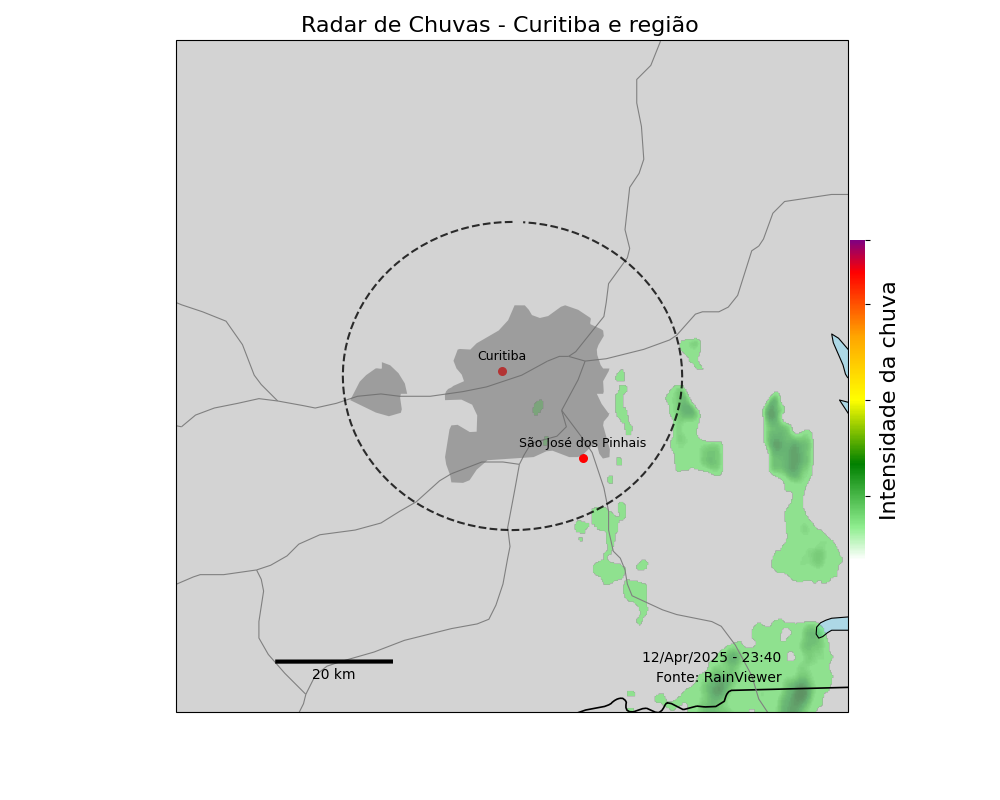 Radar de Chuvas - Curitiba e região
Curitiba
São José dos Pinhais
Intensidade da chuva
12/Apr/2025 - 23:40
Fonte: RainViewer
20 km